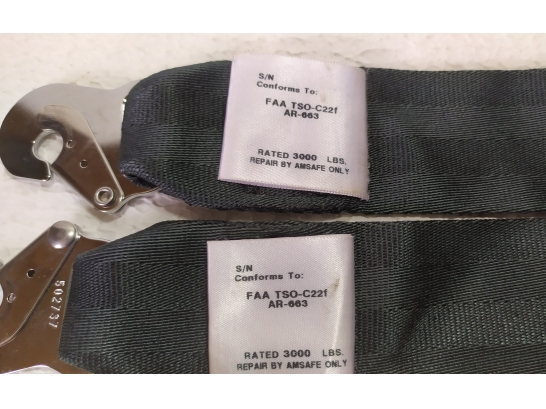 S/N
Conforms To:
FAA TSO-C22f
AR-663
RATED 3000 LBS.
REPAIR BY AMSAFE ONLY
502737
S/N
Conforms To:
FAA TSO-C22f
AR-663
RATED 3000 LBS.
REPAIR BY AMSAFE ONLY